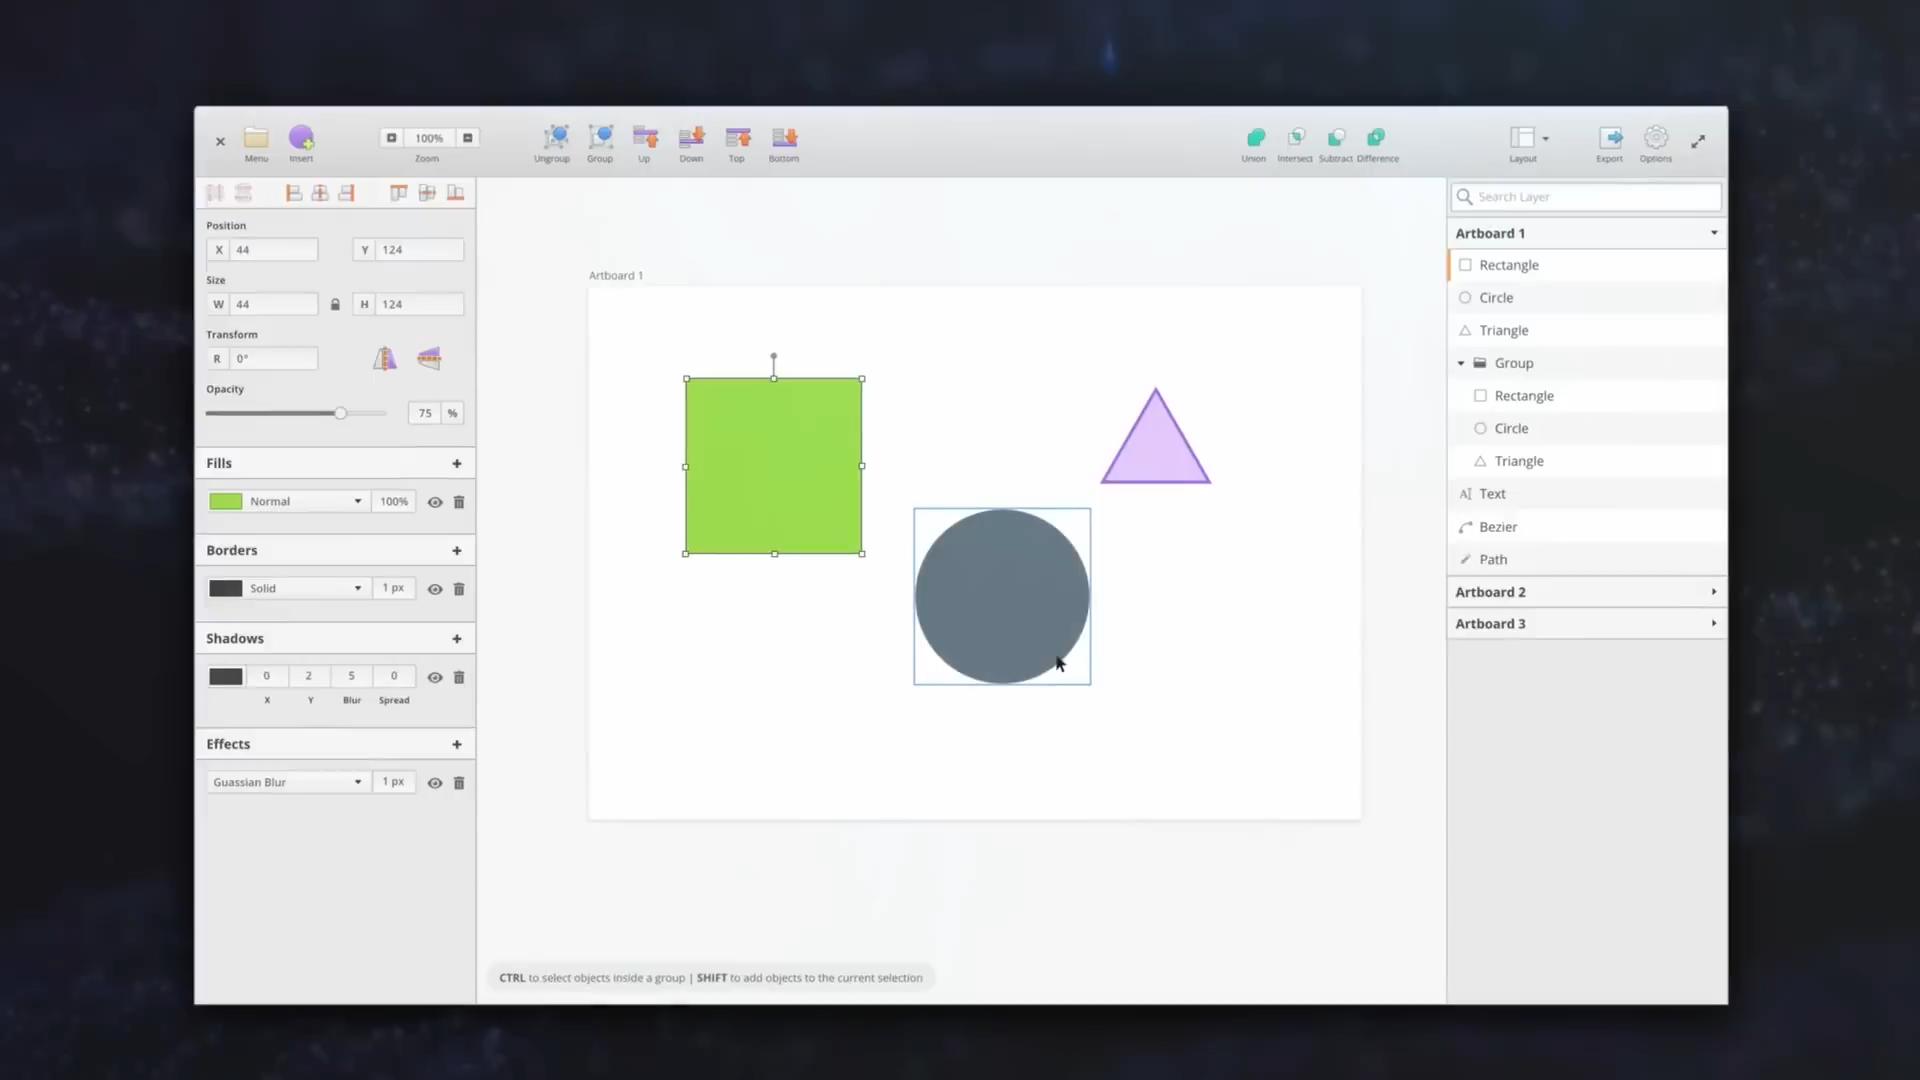 Menu
Insert
100%
Zoom
Ungroup
Group
Up
Down
Top
Bottom
Union
Intersect
Subtract
Difference
Layout
Export
Options
Position
X 44
Y 124
Size
W 44
H 124
Transform
R 0°
Opacity
75 %
Fills +
Normal 100%
Borders +
Solid 1 px
Shadows +
0 2 5 0
X Y Blur Spread
Effects +
Guassian Blur 1 px
Artboard 1
CTRL to select objects inside a group | SHIFT to add objects to the current selection
Search Layer
Artboard 1
Rectangle
Circle
Triangle
Group
Rectangle
Circle
Triangle
Text
Bezier
Path
Artboard 2
Artboard 3